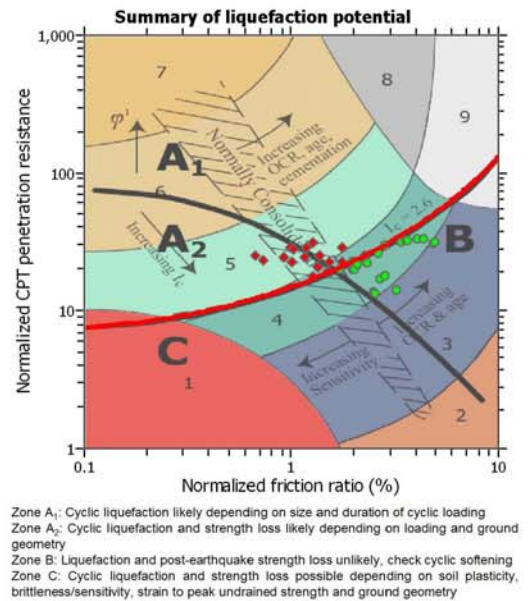 Summary of liquefaction potential
1,000
7
8
9
φ'
Increasing
OCR, age,
cementation
A1
Normally Consolidated
100
6
Ic = 2.6
A2
B
Increasing Ic
5
10
4
Increasing
OCR & age
C
3
Increasing
Sensitivity
1
2
1
0.1
1
10
Normalized CPT penetration resistance
Normalized friction ratio (%)
Zone A1: Cyclic liquefaction likely depending on size and duration of cyclic loading
Zone A2: Cyclic liquefaction and strength loss likely depending on loading and ground
geometry
Zone B: Liquefaction and post-earthquake strength loss unlikely, check cyclic softening
Zone C: Cyclic liquefaction and strength loss possible depending on soil plasticity,
brittleness/sensitivity, strain to peak undrained strength and ground geometry